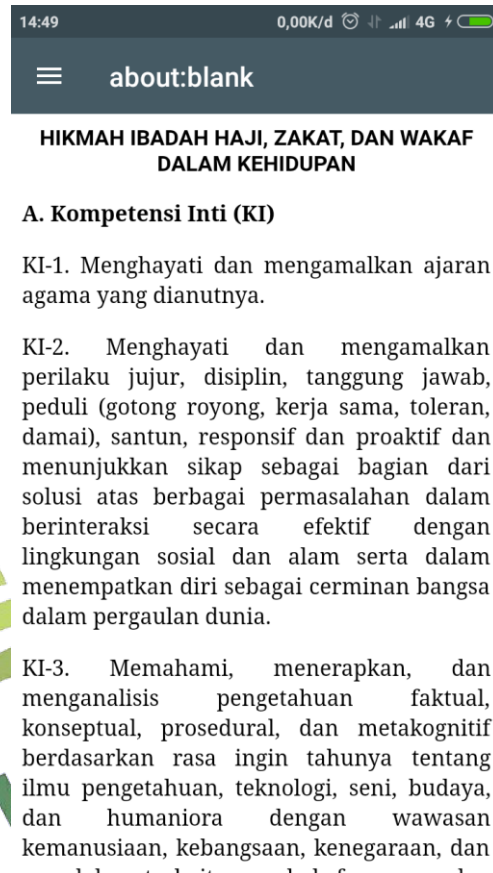 14:49 0,00K/d 4G
about:blank
HIKMAH IBADAH HAJI, ZAKAT, DAN WAKAF
DALAM KEHIDUPAN
A. Kompetensi Inti (KI)
KI-1. Menghayati dan mengamalkan ajaran
agama yang dianutnya.
KI-2. Menghayati dan mengamalkan
perilaku jujur, disiplin, tanggung jawab,
peduli (gotong royong, kerja sama, toleran,
damai), santun, responsif dan proaktif dan
menunjukkan sikap sebagai bagian dari
solusi atas berbagai permasalahan dalam
berinteraksi secara efektif dengan
lingkungan sosial dan alam serta dalam
menempatkan diri sebagai cerminan bangsa
dalam pergaulan dunia.
KI-3. Memahami, menerapkan, dan
menganalisis pengetahuan faktual,
konseptual, prosedural, dan metakognitif
berdasarkan rasa ingin tahunya tentang
ilmu pengetahuan, teknologi, seni, budaya,
dan humaniora dengan wawasan
kemanusiaan, kebangsaan, kenegaraan, dan